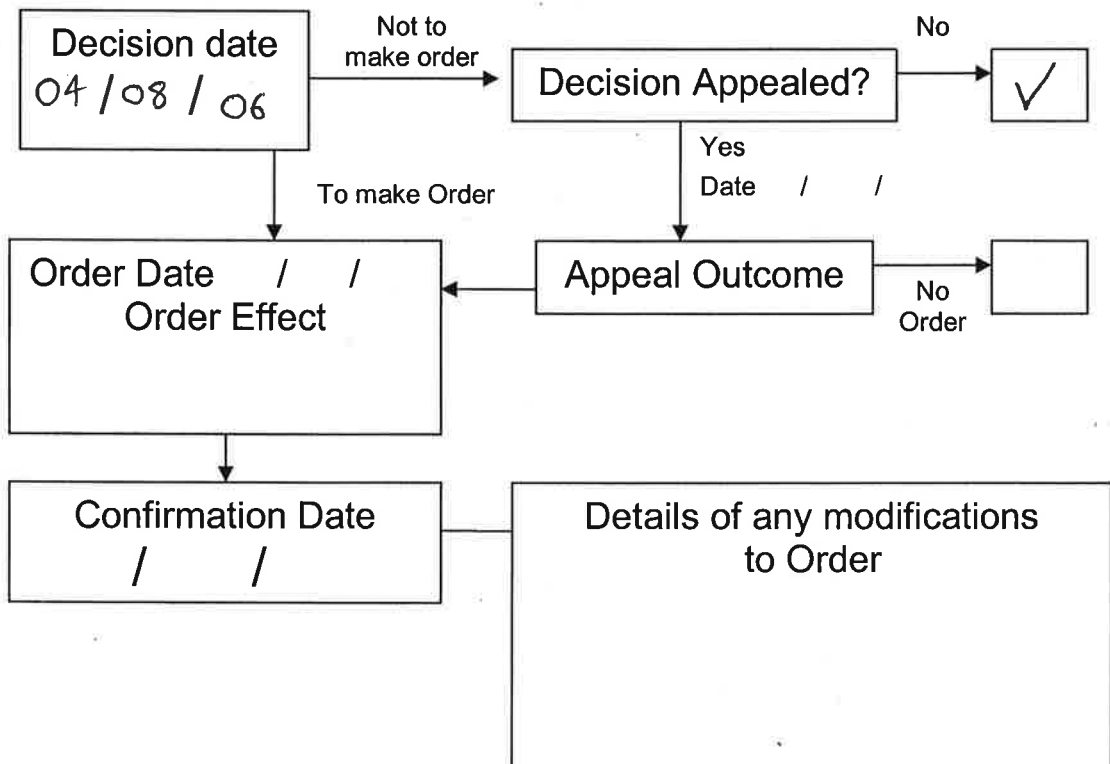 Decision date
04 / 08 / 06
Not to
make order
Decision Appealed?
No
✓
Yes
Date / /
To make Order
Order Date / /
Order Effect
Appeal Outcome
No
Order
Confirmation Date
/ /
Details of any modifications
to Order